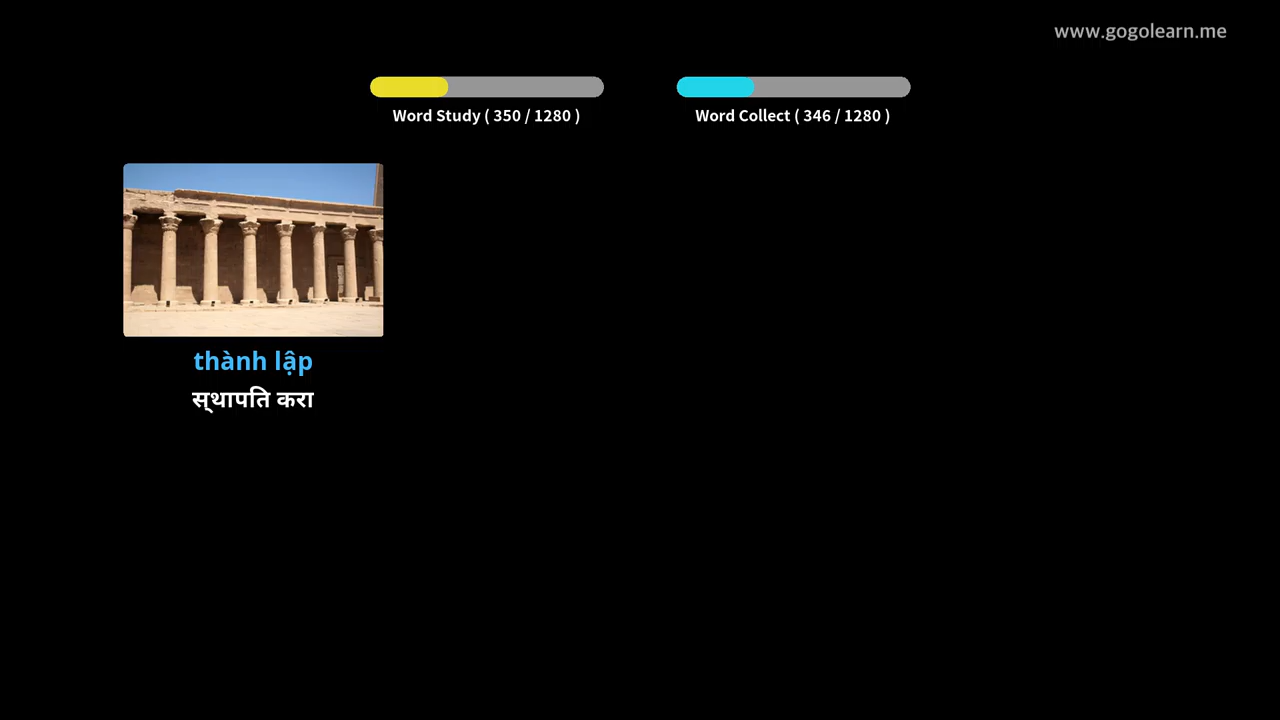 www.gogolearn.me
Word Study ( 350 / 1280 )
Word Collect ( 346 / 1280 )
thành lập
स्थापति करा